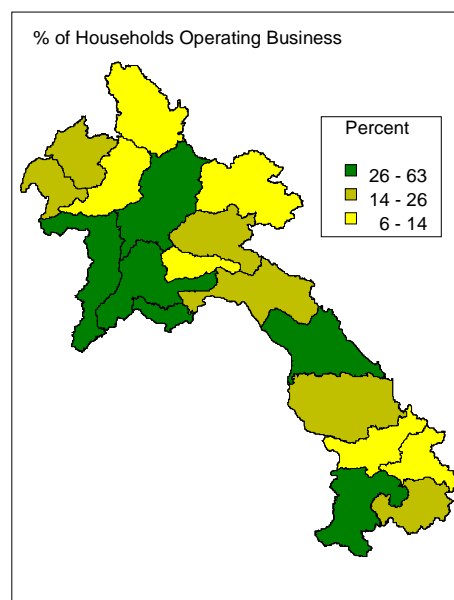 % of Households Operating Business
Percent
26 - 63
14 - 26
6 - 14